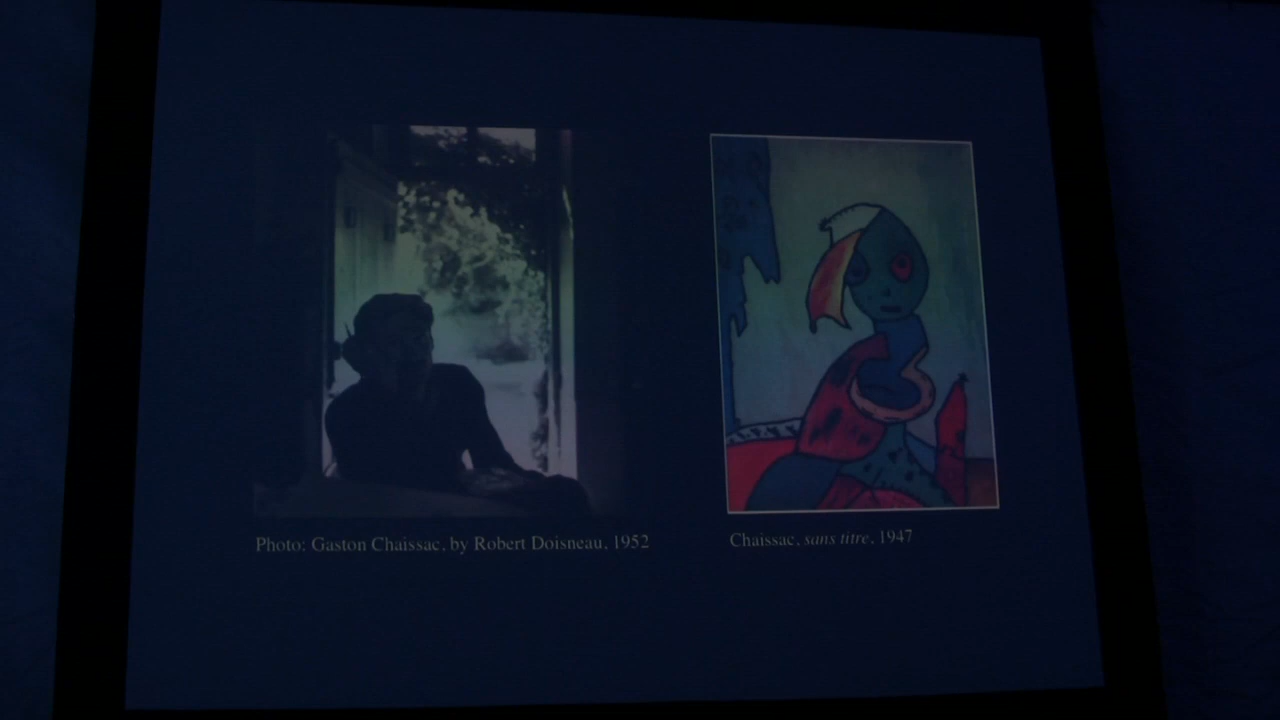 Photo: Gaston Chaissac, by Robert Doisneau, 1952
Chaissac, sans titre, 1947